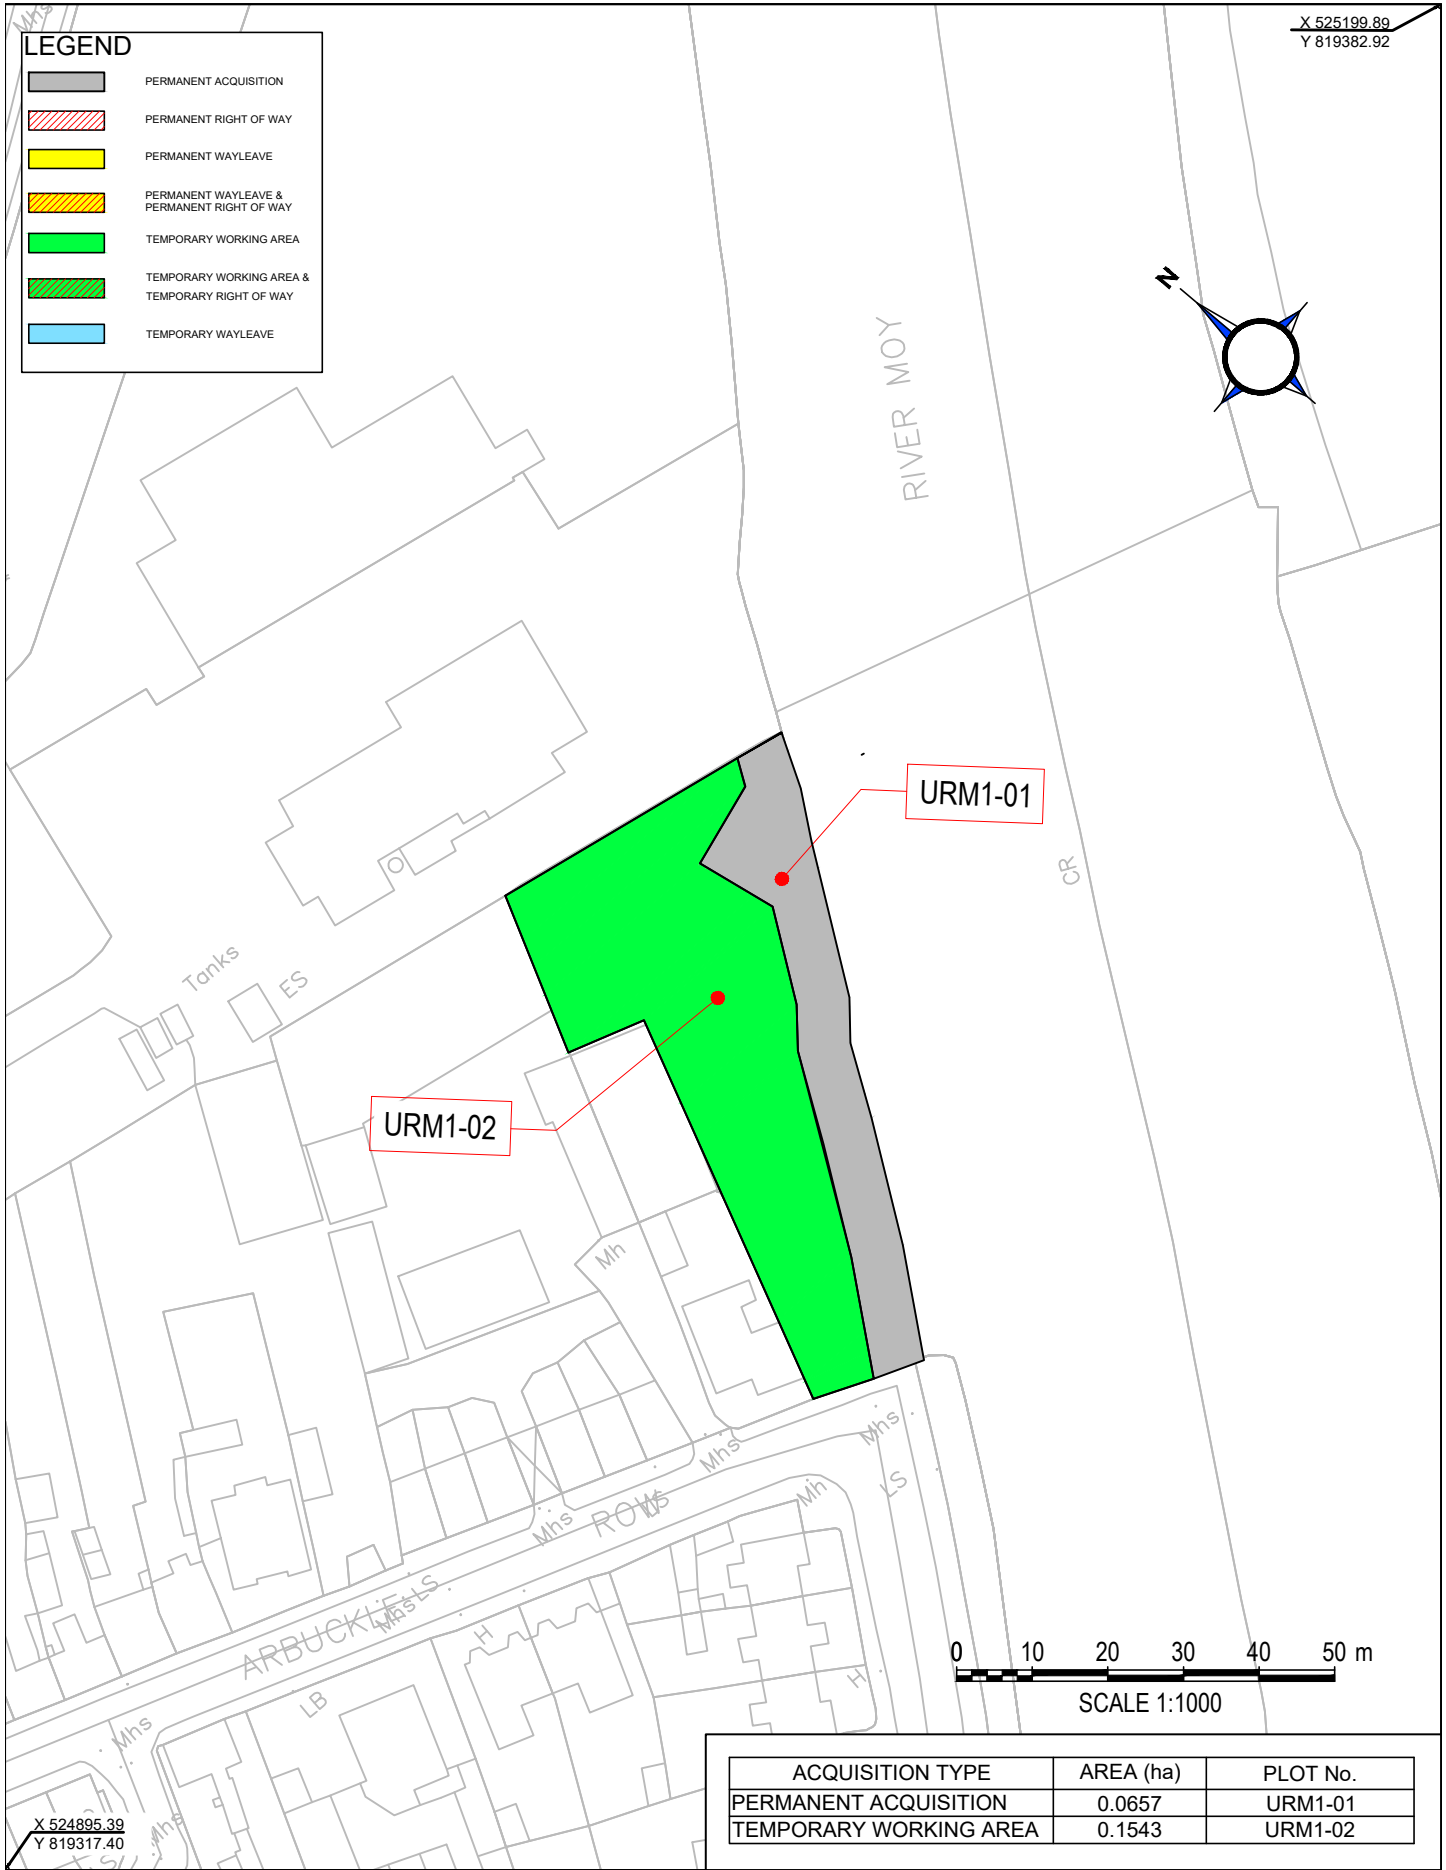 Mhs
X 525199.89
Y 819382.92
LEGEND
PERMANENT ACQUISITION
PERMANENT RIGHT OF WAY
PERMANENT WAYLEAVE
PERMANENT WAYLEAVE &
PERMANENT RIGHT OF WAY
TEMPORARY WORKING AREA
TEMPORARY WORKING AREA &
TEMPORARY RIGHT OF WAY
TEMPORARY WAYLEAVE
N
RIVER MOY
URM1-01
CR
Tanks
ES
URM1-02
Mh
Mhs
Mhs
LS
Mh
Mhs
ROW
ARBUCKLE
LS
Mhs
H
H
LB
Mhs
Mhs
0 10 20 30 40 50 m
SCALE 1:1000
ACQUISITION TYPE AREA (ha) PLOT No.
PERMANENT ACQUISITION 0.0657 URM1-01
TEMPORARY WORKING AREA 0.1543 URM1-02
X 524895.39
Y 819317.40